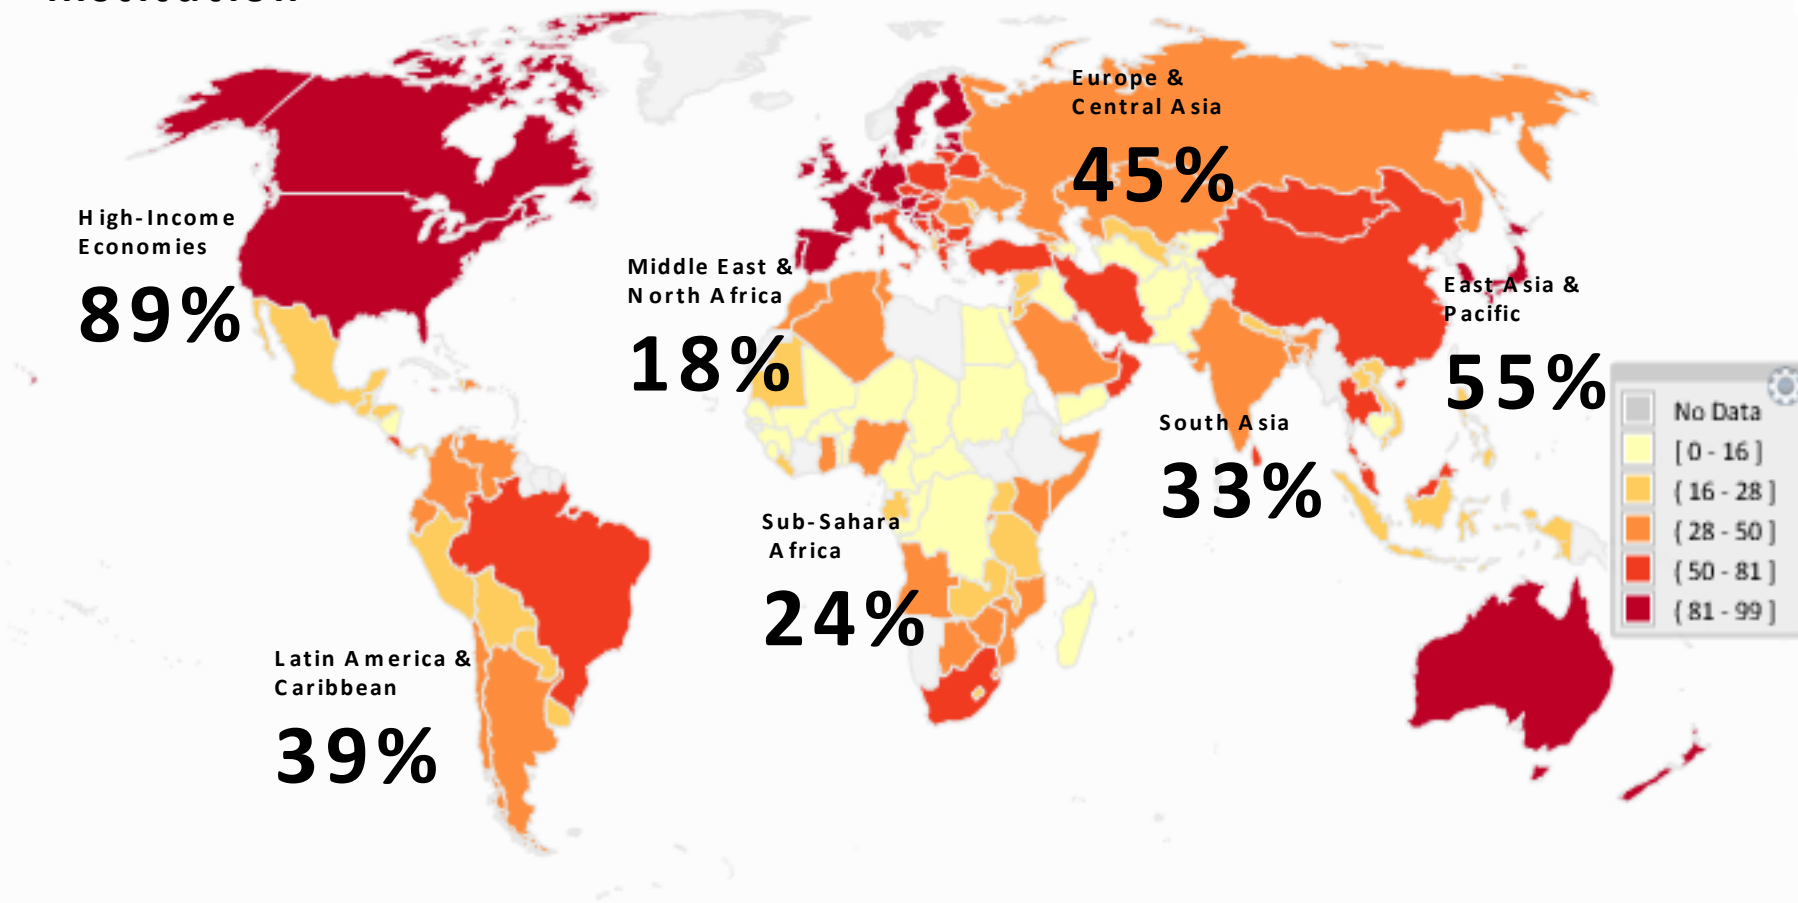 Europe &
Central Asia
45%
High-Income
Economies
89%
Middle East &
North Africa
18%
East Asia &
Pacific
55%
South Asia
33%
Sub-Sahara
Africa
24%
Latin America &
Caribbean
39%
No Data
[ 0 - 16 ]
( 16 - 28 ]
( 28 - 50 ]
( 50 - 81 ]
( 81 - 99 ]